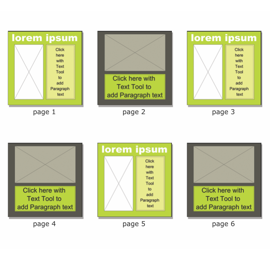 lorem ipsum
Click
here
with
Text
Tool
to
add
Paragraph
text
page 1
Click here with
Text Tool to
add Paragraph text
page 2
lorem ipsum
Click
here
with
Text
Tool
to
add
Paragraph
text
page 3
Click here with
Text Tool to
add Paragraph text
page 4
lorem ipsum
Click
here
with
Text
Tool
to
add
Paragraph
text
page 5
Click here with
Text Tool to
add Paragraph text
page 6